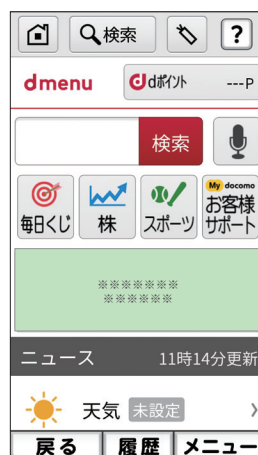 検索 ?
dmenu dポイント ---P
検索
毎日くじ 株 スポーツ My docomo お客様サポート
※※※※※※※
※※※※※※
ニュース 11時14分更新
天気 未設定 >
戻る 履歴 メニュー